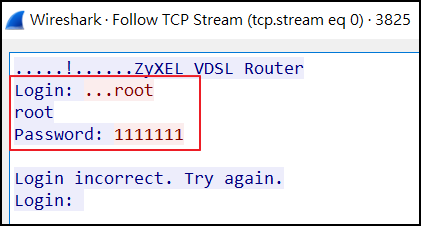 Wireshark · Follow TCP Stream (tcp.stream eq 0) · 3825
.....!......ZyXEL VDSL Router
Login: ...root
root
Password: 1111111
Login incorrect. Try again.
Login: